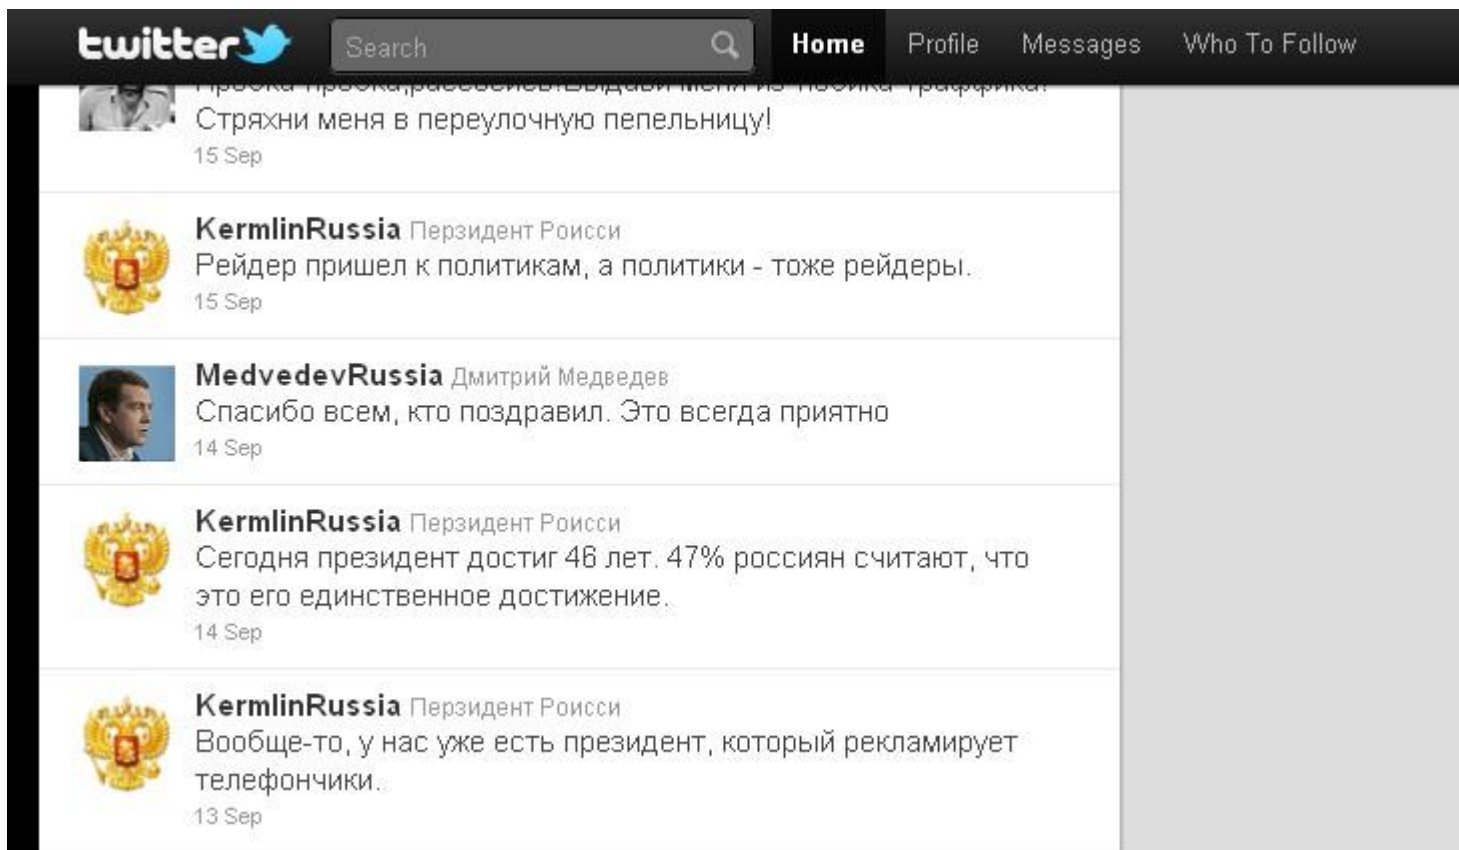 twitter
Search
Home Profile Messages Who To Follow
Стряхни меня в переулочную пепельницу!
15 Sep
KermlinRussia Перзидент Роисси
Рейдер пришел к политикам, а политики - тоже рейдеры.
15 Sep
MedvedevRussia Дмитрий Медведев
Спасибо всем, кто поздравил. Это всегда приятно
14 Sep
KermlinRussia Перзидент Роисси
Сегодня президент достиг 46 лет. 47% россиян считают, что
это его единственное достижение.
14 Sep
KermlinRussia Перзидент Роисси
Вообще-то, у нас уже есть президент, который рекламирует
телефончики.
13 Sep